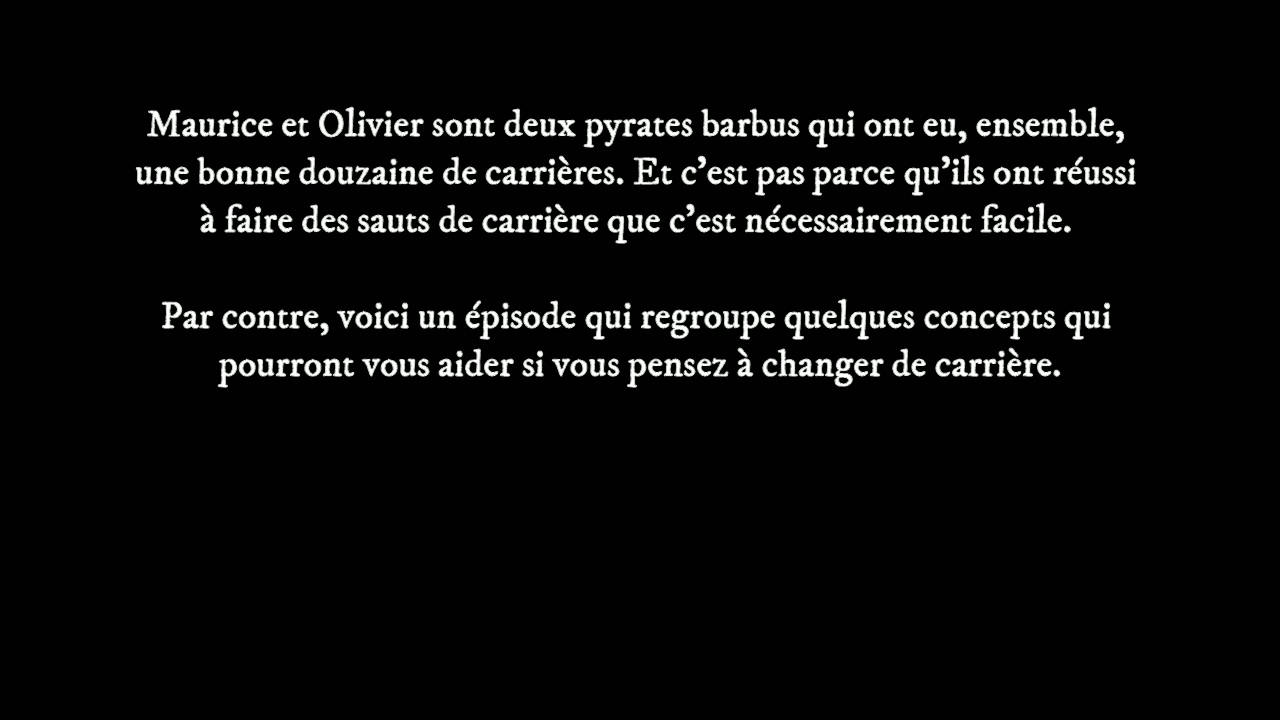 Maurice et Olivier sont deux pyrates barbus qui ont eu, ensemble,
une bonne douzaine de carrières. Et c’est pas parce qu’ils ont réussi
à faire des sauts de carrière que c’est nécessairement facile.
Par contre, voici un épisode qui regroupe quelques concepts qui
pourront vous aider si vous pensez à changer de carrière.